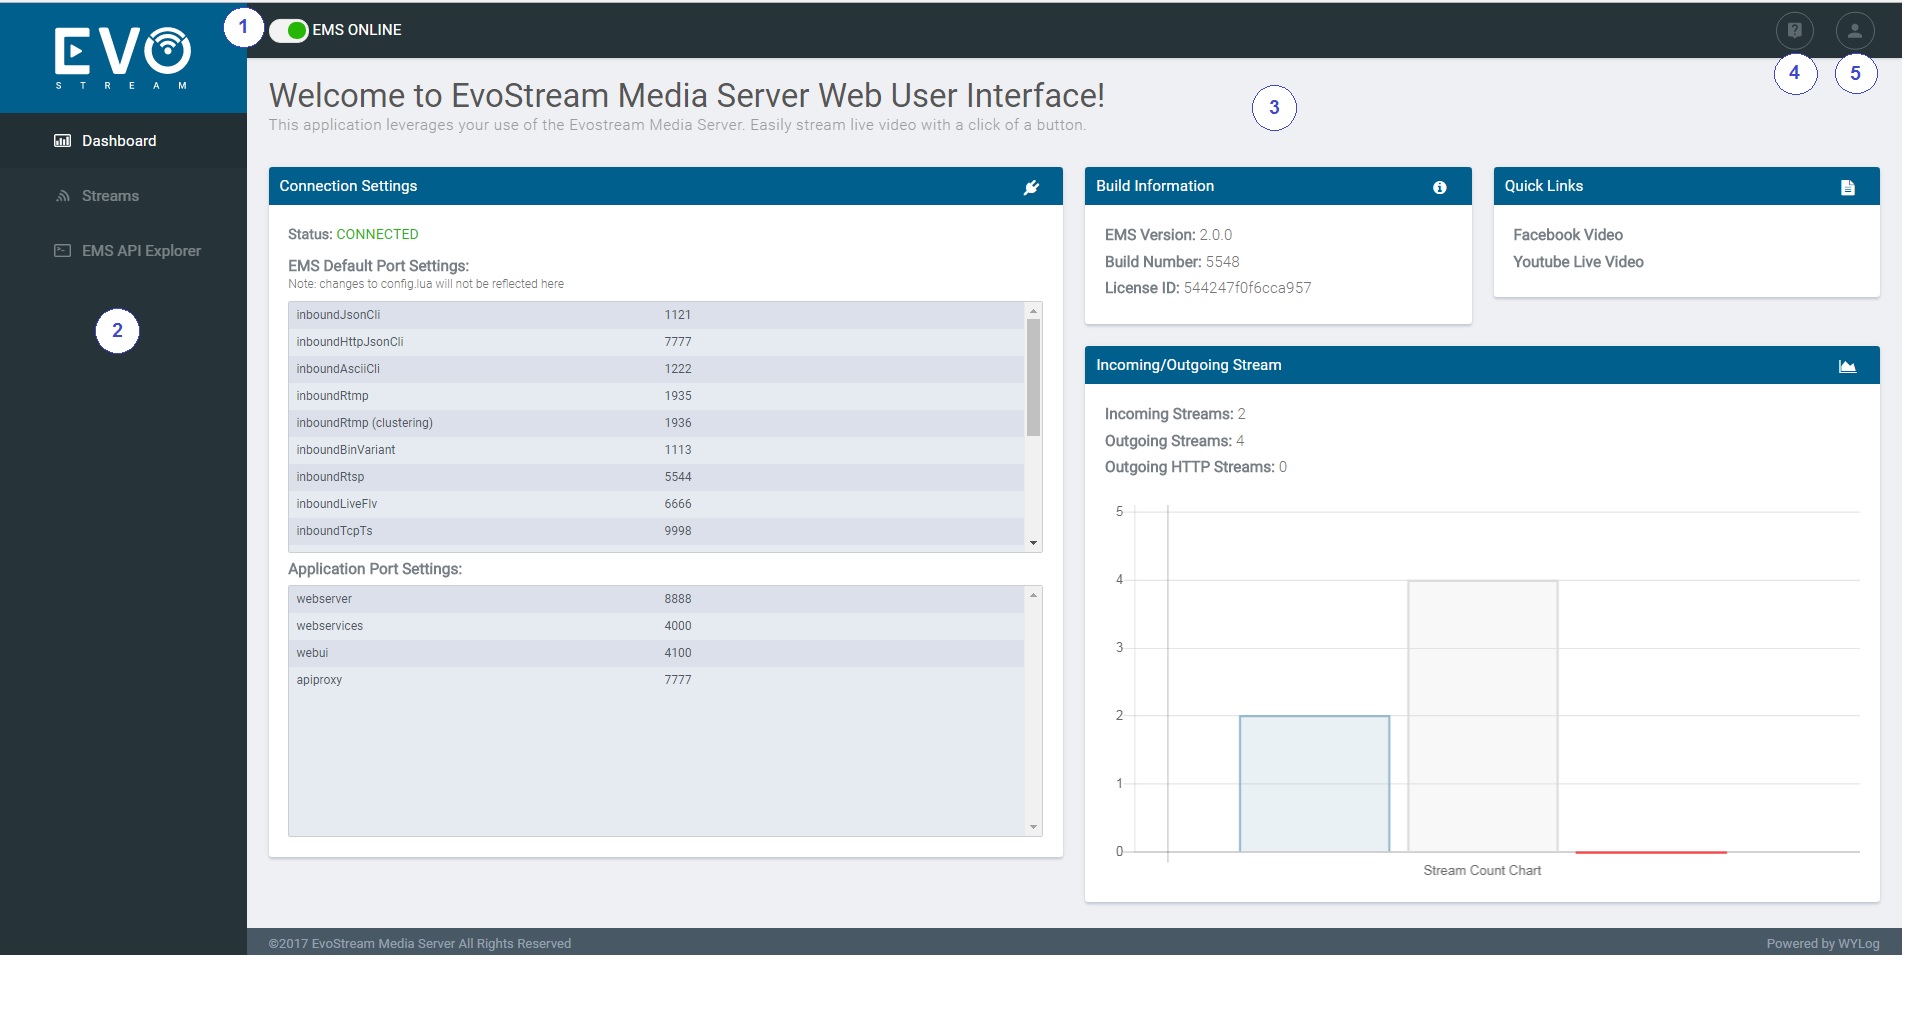 1
EMS ONLINE
EVO
STREAM
4
5
Dashboard
Streams
EMS API Explorer
2
Welcome to EvoStream Media Server Web User Interface!
This application leverages your use of the Evostream Media Server. Easily stream live video with a click of a button.
3
Connection Settings
Status: CONNECTED
EMS Default Port Settings:
Note: changes to config.lua will not be reflected here
inboundJsonCli 1121
inboundHttpJsonCli 7777
inboundAsciiCli 1222
inboundRtmp 1935
inboundRtmp (clustering) 1936
inboundBinVariant 1113
inboundRtsp 5544
inboundLiveFlv 6666
inboundTcpTs 9998
Application Port Settings:
webserver 8888
webservices 4000
webui 4100
apiproxy 7777
Build Information
EMS Version: 2.0.0
Build Number: 5548
License ID: 544247f0f6cca957
Quick Links
Facebook Video
Youtube Live Video
Incoming/Outgoing Stream
Incoming Streams: 2
Outgoing Streams: 4
Outgoing HTTP Streams: 0
5
4
3
2
1
0
Stream Count Chart
©2017 EvoStream Media Server All Rights Reserved
Powered by WYLog